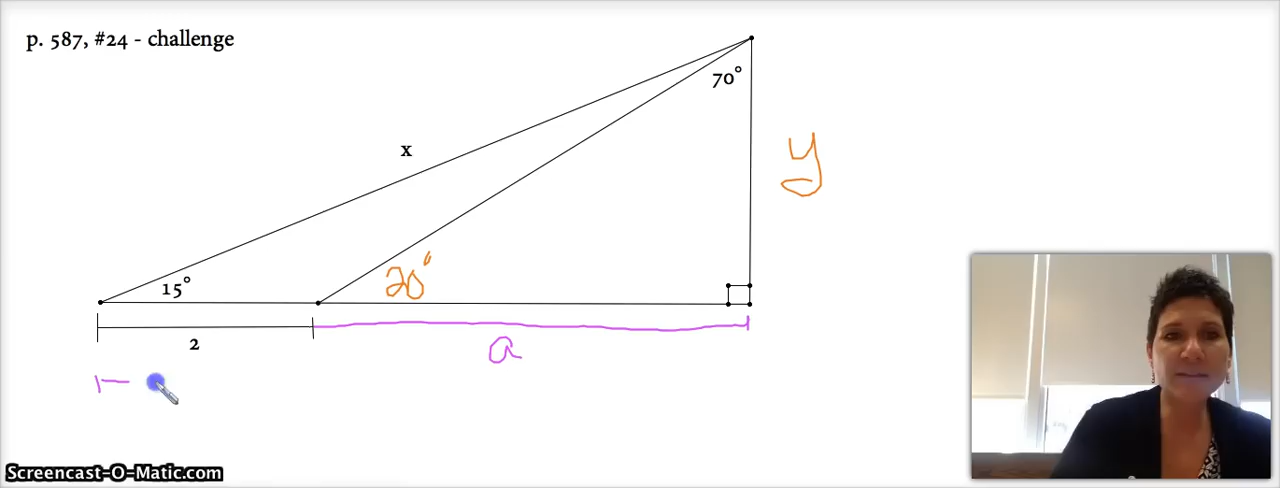 p. 587, #24 - challenge
70°
x
y
20°
15°
2
a
Screencast-O-Matic.com